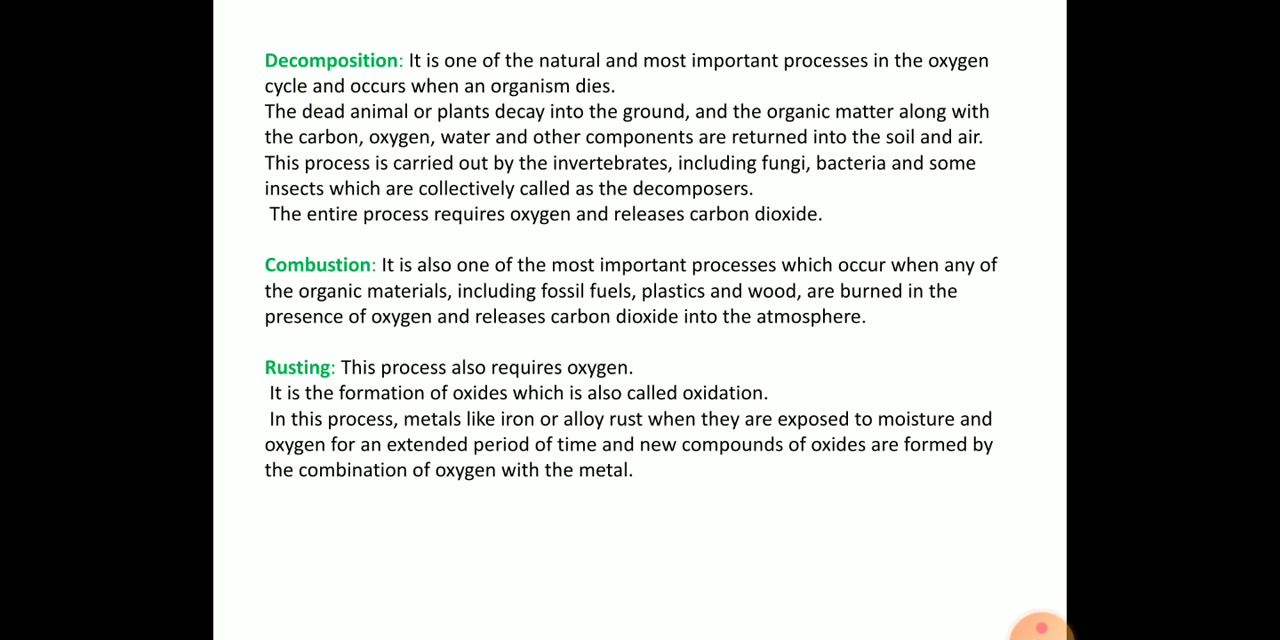 Decomposition: It is one of the natural and most important processes in the oxygen
cycle and occurs when an organism dies.
The dead animal or plants decay into the ground, and the organic matter along with
the carbon, oxygen, water and other components are returned into the soil and air.
This process is carried out by the invertebrates, including fungi, bacteria and some
insects which are collectively called as the decomposers.
The entire process requires oxygen and releases carbon dioxide.
Combustion: It is also one of the most important processes which occur when any of
the organic materials, including fossil fuels, plastics and wood, are burned in the
presence of oxygen and releases carbon dioxide into the atmosphere.
Rusting: This process also requires oxygen.
It is the formation of oxides which is also called oxidation.
In this process, metals like iron or alloy rust when they are exposed to moisture and
oxygen for an extended period of time and new compounds of oxides are formed by
the combination of oxygen with the metal.